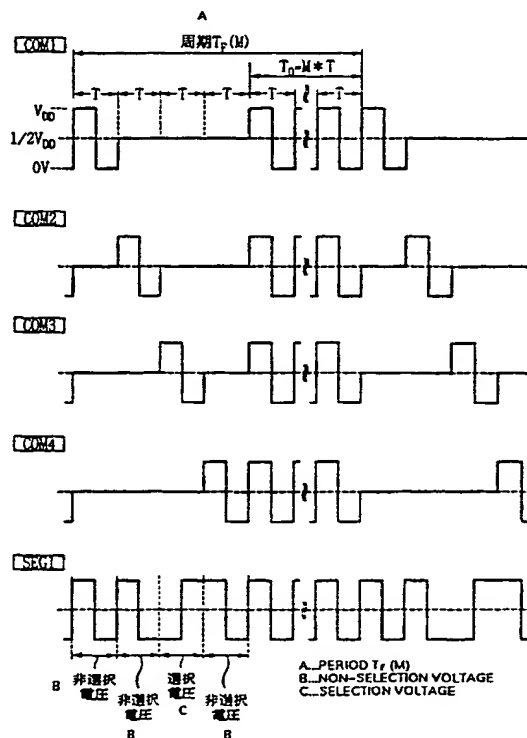 A
COM1
周期TF(M)
T0=M*T
T T T T T T
VDD
1/2VDD
0V
COM2
COM3
COM4
SEG1
B 非選択電圧
非選択電圧 B
選択電圧 C
非選択電圧 B
A...PERIOD TF (M)
B...NON-SELECTION VOLTAGE
C...SELECTION VOLTAGE